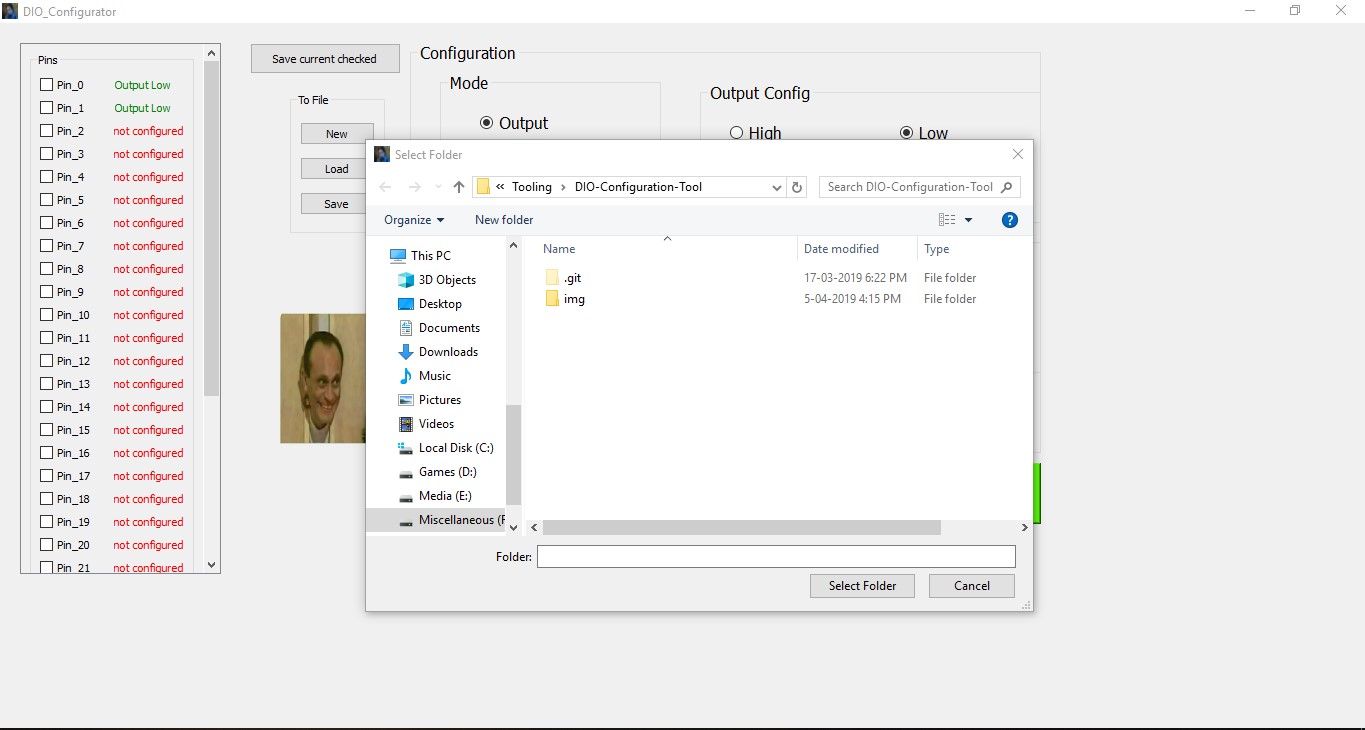 DIO_Configurator
Pins
Pin_0 Output Low
Pin_1 Output Low
Pin_2 not configured
Pin_3 not configured
Pin_4 not configured
Pin_5 not configured
Pin_6 not configured
Pin_7 not configured
Pin_8 not configured
Pin_9 not configured
Pin_10 not configured
Pin_11 not configured
Pin_12 not configured
Pin_13 not configured
Pin_14 not configured
Pin_15 not configured
Pin_16 not configured
Pin_17 not configured
Pin_18 not configured
Pin_19 not configured
Pin_20 not configured
Pin_21 not configured
Save current checked
To File
New
Load
Save
Configuration
Mode
Output
Output Config
High Low
Select Folder
« Tooling > DIO-Configuration-Tool
Search DIO-Configuration-Tool
Organize New folder
?
This PC
3D Objects
Desktop
Documents
Downloads
Music
Pictures
Videos
Local Disk (C:)
Games (D:)
Media (E:)
Miscellaneous (F
Name Date modified Type
.git 17-03-2019 6:22 PM File folder
img 5-04-2019 4:15 PM File folder
Folder:
Select Folder Cancel